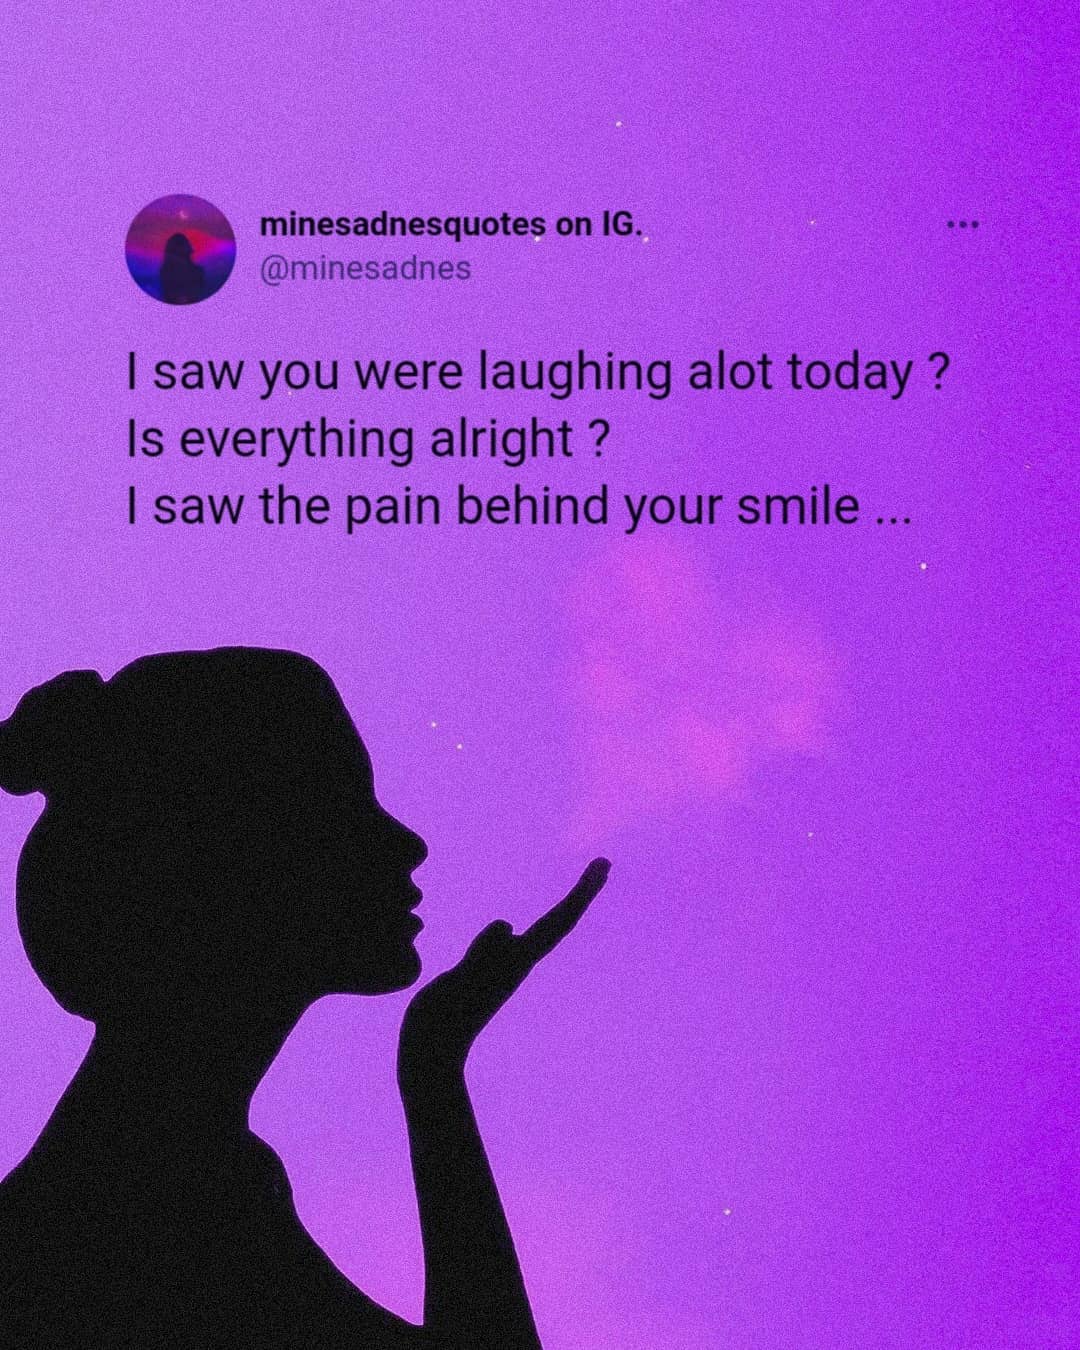 minesadnesquotes on IG.
@minesadnes
I saw you were laughing alot today ?
Is everything alright ?
I saw the pain behind your smile ...